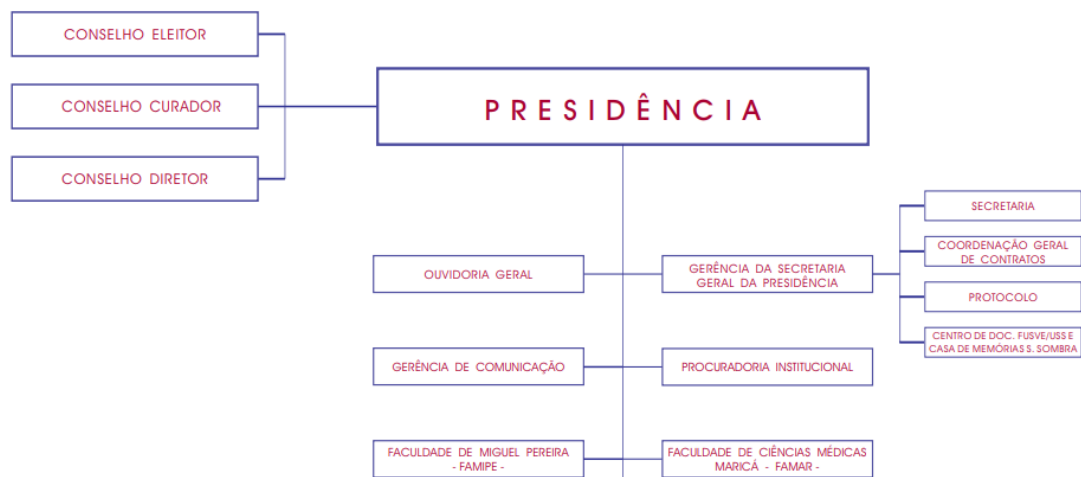 CONSELHO ELEITOR
CONSELHO CURADOR
CONSELHO DIRETOR
PRESIDÊNCIA
OUVIDORIA GERAL
GERÊNCIA DA SECRETARIA
GERAL DA PRESIDÊNCIA
SECRETARIA
COORDENAÇÃO GERAL
DE CONTRATOS
PROTOCOLO
CENTRO DE DOC. FUSVE/USS E
CASA DE MEMÓRIAS S. SOMBRA
GERÊNCIA DE COMUNICAÇÃO
PROCURADORIA INSTITUCIONAL
FACULDADE DE MIGUEL PEREIRA
- FAMIPE -
FACULDADE DE CIÊNCIAS MÉDICAS
MARICÁ - FAMAR -